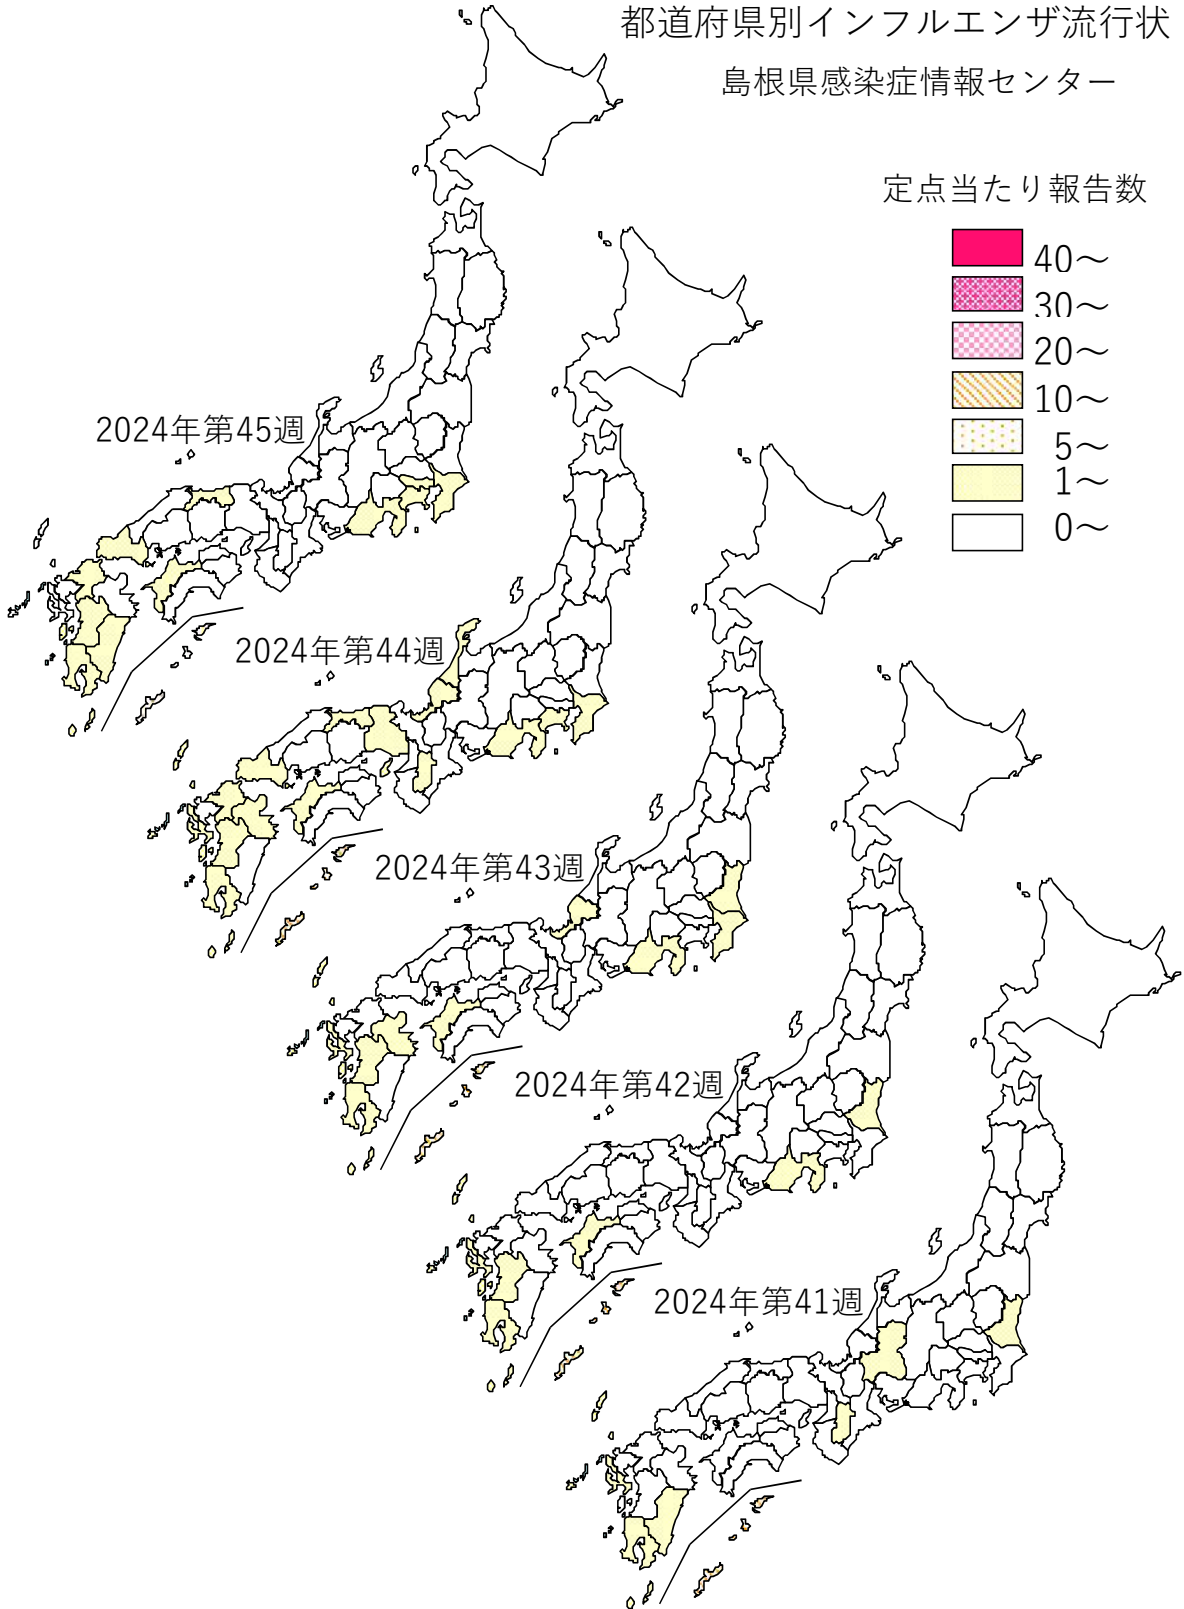 都道府県別インフルエンザ流行状
島根県感染症情報センター
定点当たり報告数
40～
30～
20～
10～
5～
1～
0～
2024年第45週
2024年第44週
2024年第43週
2024年第42週
2024年第41週